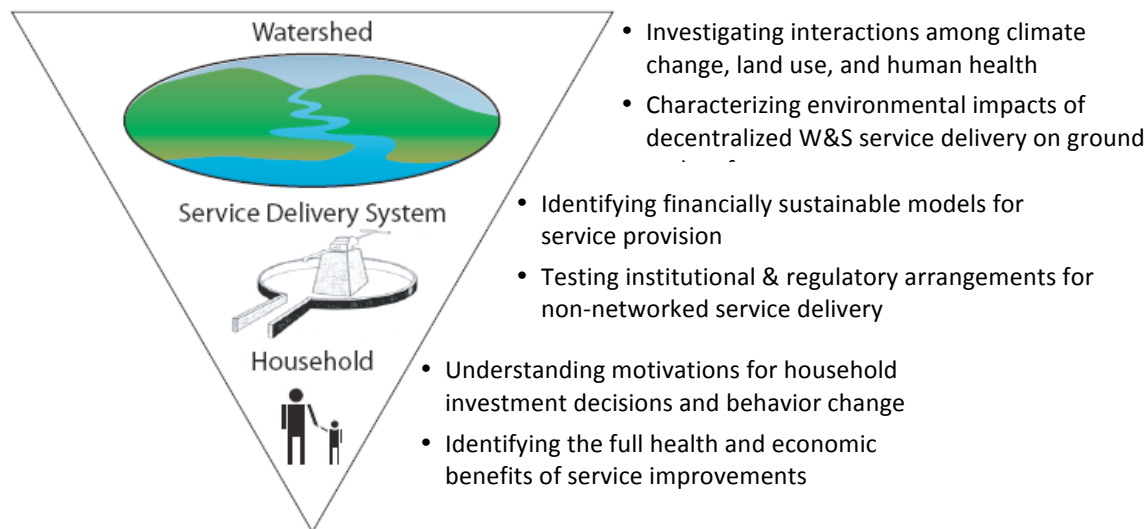 Watershed
• Investigating interactions among climate
change, land use, and human health
• Characterizing environmental impacts of
decentralized W&S service delivery on ground
Service Delivery System
• Identifying financially sustainable models for
service provision
• Testing institutional & regulatory arrangements for
non-networked service delivery
Household
• Understanding motivations for household
investment decisions and behavior change
• Identifying the full health and economic
benefits of service improvements